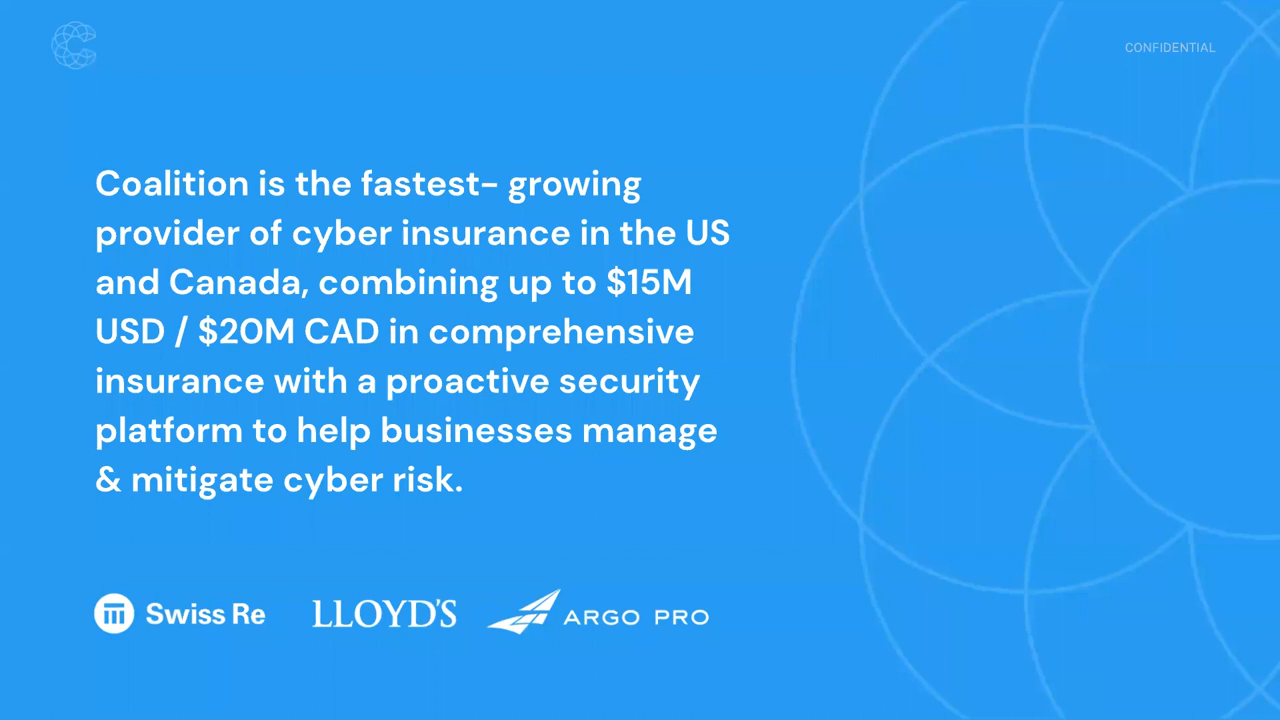 CONFIDENTIAL
Coalition is the fastest- growing
provider of cyber insurance in the US
and Canada, combining up to $15M
USD / $20M CAD in comprehensive
insurance with a proactive security
platform to help businesses manage
& mitigate cyber risk.
Swiss Re
LLOYD'S
ARGO PRO